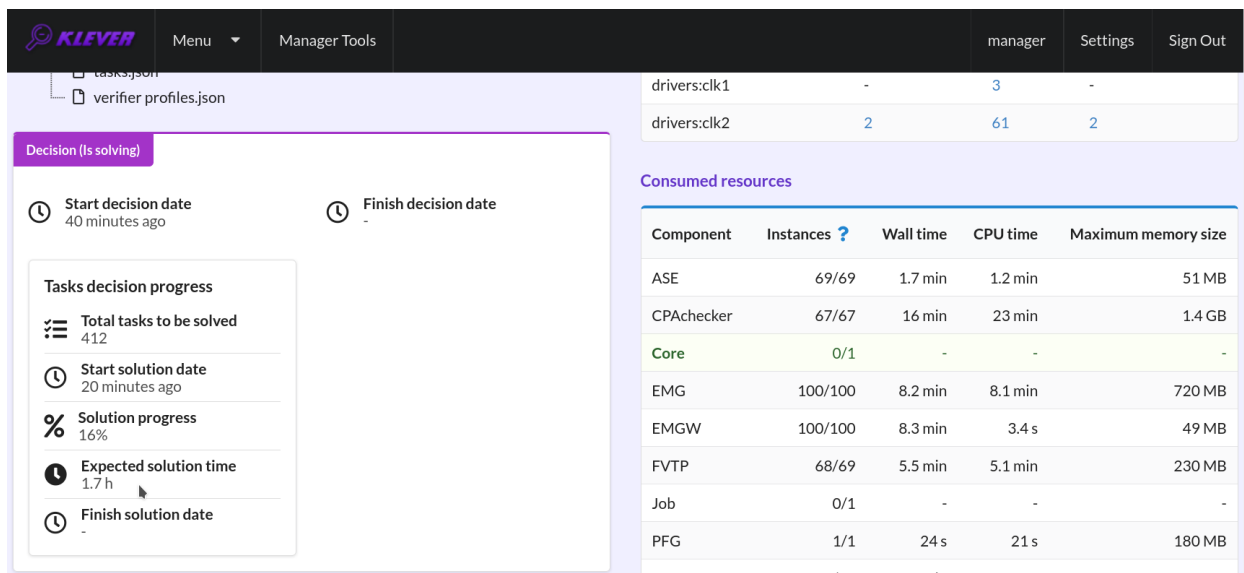 KLEVER Menu Manager Tools manager Settings Sign Out
tasks.json
verifier profiles.json
Decision (Is solving)
Start decision date
40 minutes ago
Finish decision date
-
Tasks decision progress
Total tasks to be solved
412
Start solution date
20 minutes ago
Solution progress
16%
Expected solution time
1.7 h
Finish solution date
-
drivers:clk1 - 3 -
drivers:clk2 2 61 2
Consumed resources
Component Instances ? Wall time CPU time Maximum memory size
ASE 69/69 1.7 min 1.2 min 51 MB
CPAchecker 67/67 16 min 23 min 1.4 GB
Core 0/1 - - -
EMG 100/100 8.2 min 8.1 min 720 MB
EMGW 100/100 8.3 min 3.4 s 49 MB
FVTP 68/69 5.5 min 5.1 min 230 MB
Job 0/1 - - -
PFG 1/1 24 s 21 s 180 MB